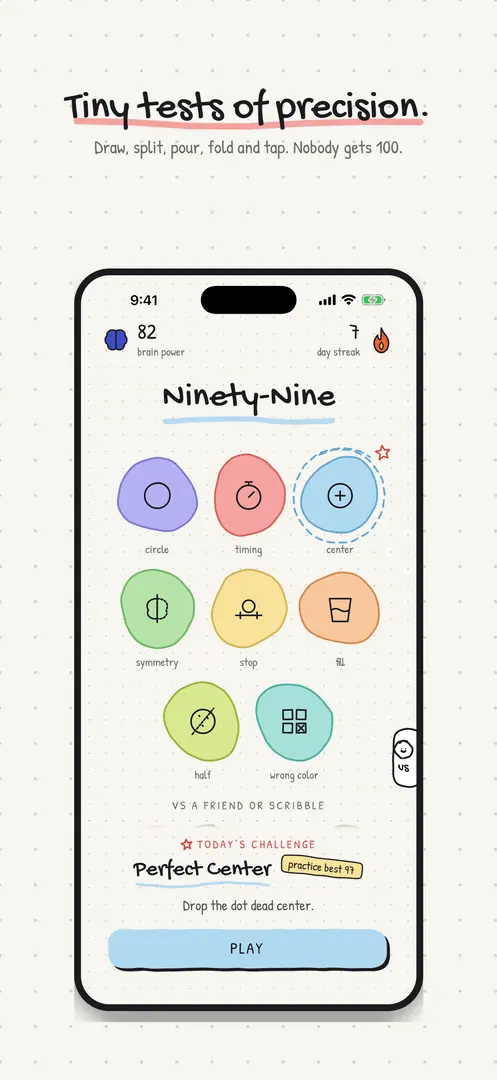 Tiny tests of precision.
Draw, split, pour, fold and tap. Nobody gets 100.
9:41
82
brain power
7
day streak
Ninety-Nine
circle
timing
center
symmetry
stop
fill
half
wrong color
VS
VS A FRIEND OR SCRIBBLE
TODAY'S CHALLENGE
Perfect Center
practice best 97
Drop the dot dead center.
PLAY